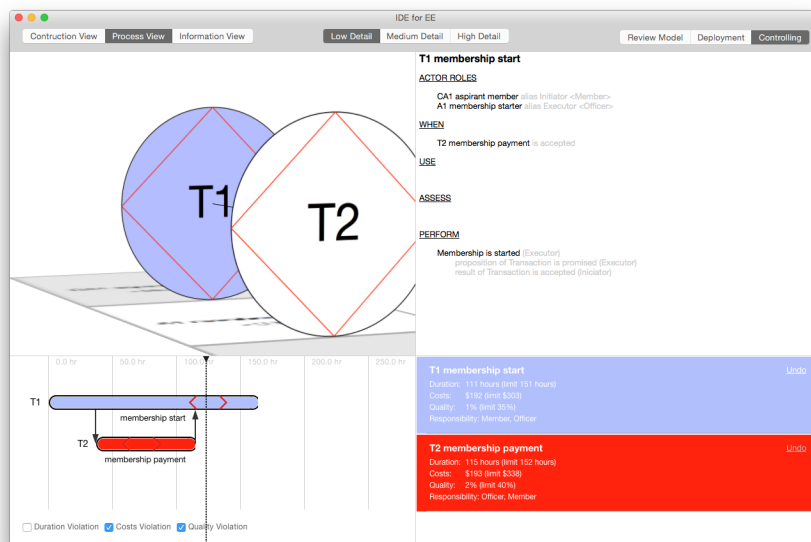 IDE for EE
Contruction View Process View Information View
Low Detail Medium Detail High Detail
Review Model Deployment Controlling
T1 membership start
ACTOR ROLES
CA1 aspirant member alias Initiator <Member>
A1 membership starter alias Executor <Officer>
WHEN
T2 membership payment is accepted
USE
ASSESS
PERFORM
Membership is started (Executor)
proposition of Transaction is promised (Executor)
result of Transaction is accepted (Iniciator)
T1
T2
0.0 hr 50.0 hr 100.0 hr 150.0 hr 200.0 hr 250.0 hr
T1
membership start
T2
membership payment
Duration Violation Costs Violation Quality Violation
T1 membership start Undo
Duration: 111 hours (limit 151 hours)
Costs: $192 (limit $303)
Quality: 1% (limit 35%)
Responsibility: Member, Officer
T2 membership payment Undo
Duration: 115 hours (limit 152 hours)
Costs: $193 (limit $338)
Quality: 2% (limit 40%)
Responsibility: Officer, Member